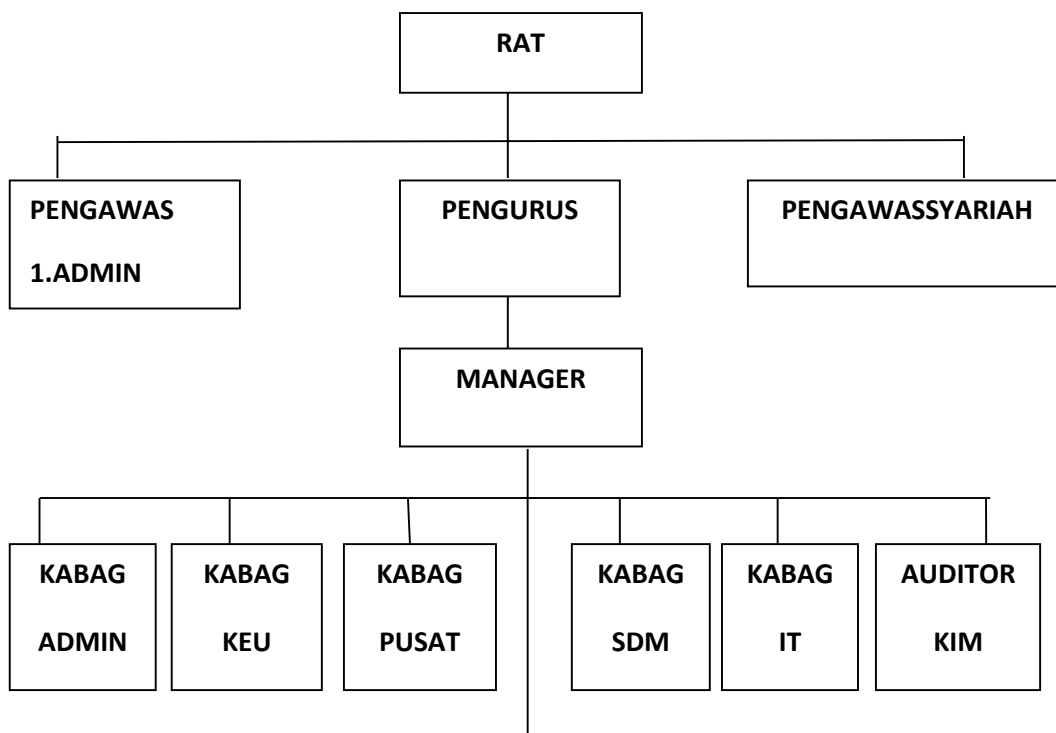 RAT
PENGAWAS
1.ADMIN
PENGURUS
PENGAWASSYARIAH
MANAGER
KABAG
ADMIN
KABAG
KEU
KABAG
PUSAT
KABAG
SDM
KABAG
IT
AUDITOR
KIM